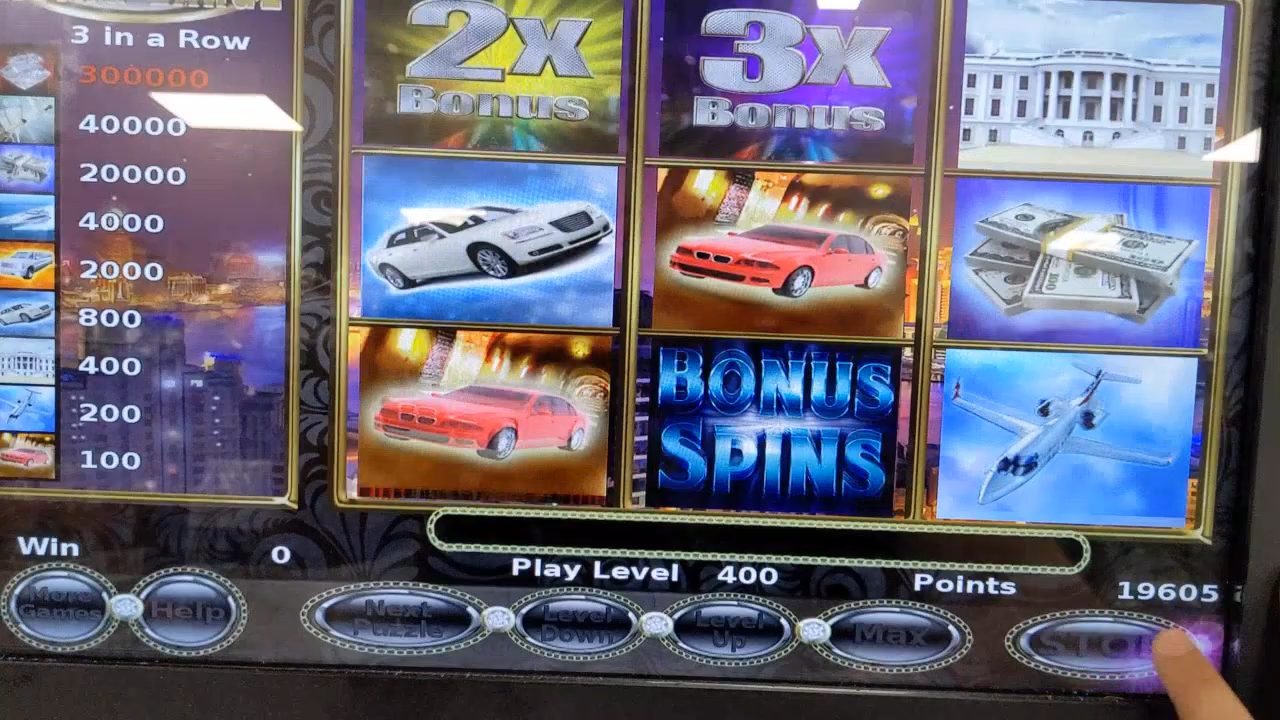 3 in a Row
300000
40000
20000
4000
2000
800
400
200
100
2x
Bonus
3x
Bonus
BONUS
SPINS
Win 0
Play Level 400
Points 19605
More
Games
Help
Next
Puzzle
Level
Down
Level
Up
Max